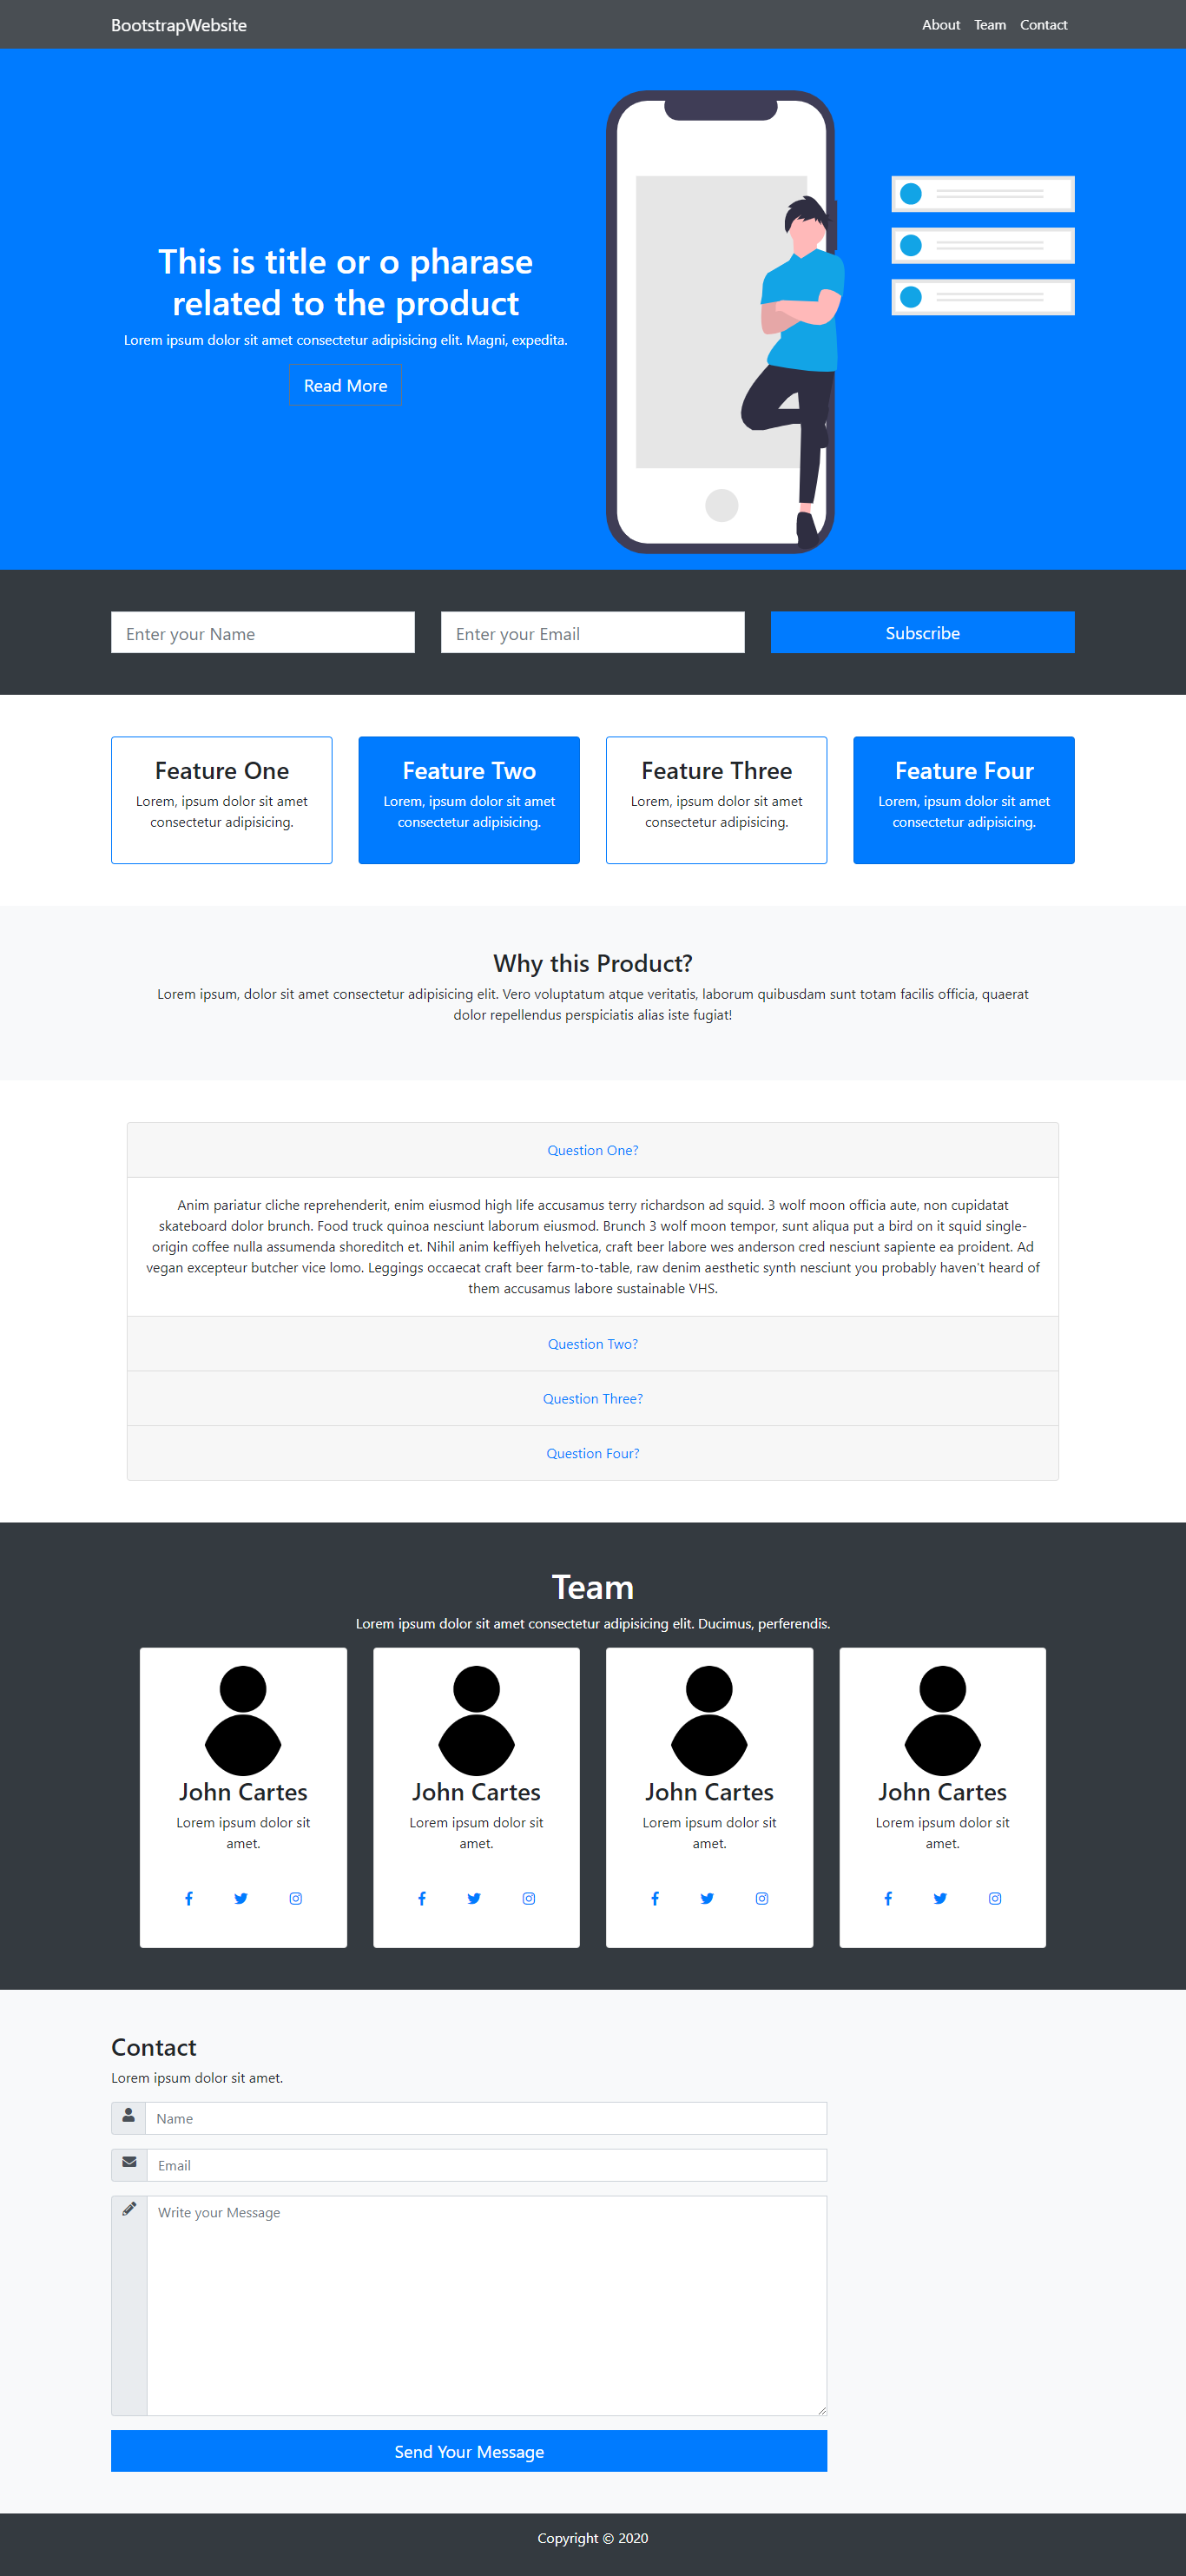 BootstrapWebsite
About Team Contact
This is title or o pharase
related to the product
Lorem ipsum dolor sit amet consectetur adipisicing elit. Magni, expedita.
Read More
Enter your Name
Enter your Email
Subscribe
Feature One
Lorem, ipsum dolor sit amet
consectetur adipisicing.
Feature Two
Lorem, ipsum dolor sit amet
consectetur adipisicing.
Feature Three
Lorem, ipsum dolor sit amet
consectetur adipisicing.
Feature Four
Lorem, ipsum dolor sit amet
consectetur adipisicing.
Why this Product?
Lorem ipsum, dolor sit amet consectetur adipisicing elit. Vero voluptatum atque veritatis, laborum quibusdam sunt totam facilis officia, quaerat
dolor repellendus perspiciatis alias iste fugiat!
Question One?
Anim pariatur cliche reprehenderit, enim eiusmod high life accusamus terry richardson ad squid. 3 wolf moon officia aute, non cupidatat
skateboard dolor brunch. Food truck quinoa nesciunt laborum eiusmod. Brunch 3 wolf moon tempor, sunt aliqua put a bird on it squid single-
origin coffee nulla assumenda shoreditch et. Nihil anim keffiyeh helvetica, craft beer labore wes anderson cred nesciunt sapiente ea proident. Ad
vegan excepteur butcher vice lomo. Leggings occaecat craft beer farm-to-table, raw denim aesthetic synth nesciunt you probably haven't heard of
them accusamus labore sustainable VHS.
Question Two?
Question Three?
Question Four?
Team
Lorem ipsum dolor sit amet consectetur adipisicing elit. Ducimus, perferendis.
John Cartes
Lorem ipsum dolor sit
amet.
John Cartes
Lorem ipsum dolor sit
amet.
John Cartes
Lorem ipsum dolor sit
amet.
John Cartes
Lorem ipsum dolor sit
amet.
Contact
Lorem ipsum dolor sit amet.
Name
Email
Write your Message
Send Your Message
Copyright © 2020